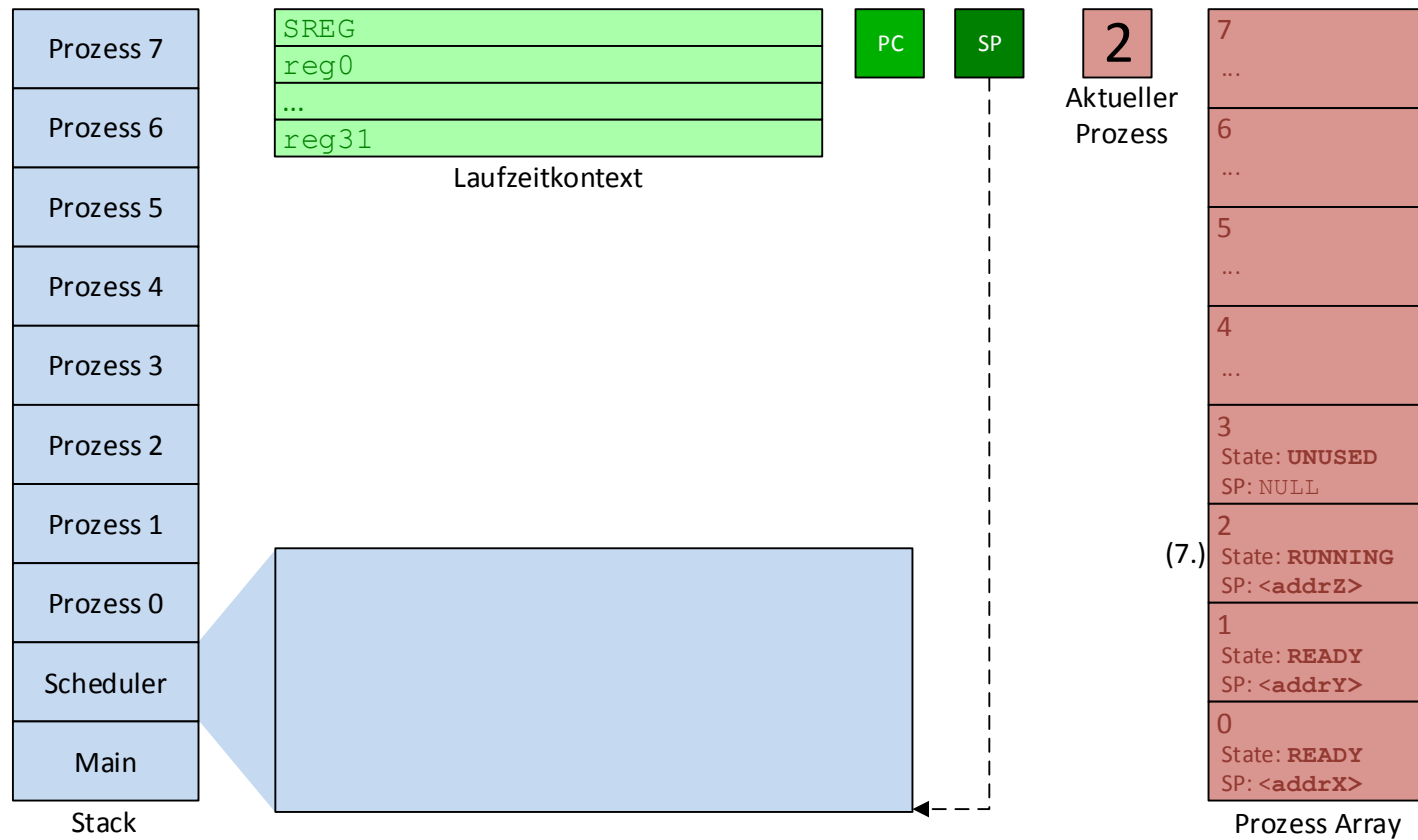 Prozess 7
Prozess 6
Prozess 5
Prozess 4
Prozess 3
Prozess 2
Prozess 1
Prozess 0
Scheduler
Main
Stack
SREG
reg0
...
reg31
Laufzeitkontext
PC
SP
2
Aktueller
Prozess
7
...
6
...
5
...
4
...
3
State: UNUSED
SP: NULL
(7.)
2
State: RUNNING
SP: <addrZ>
1
State: READY
SP: <addrY>
0
State: READY
SP: <addrX>
Prozess Array